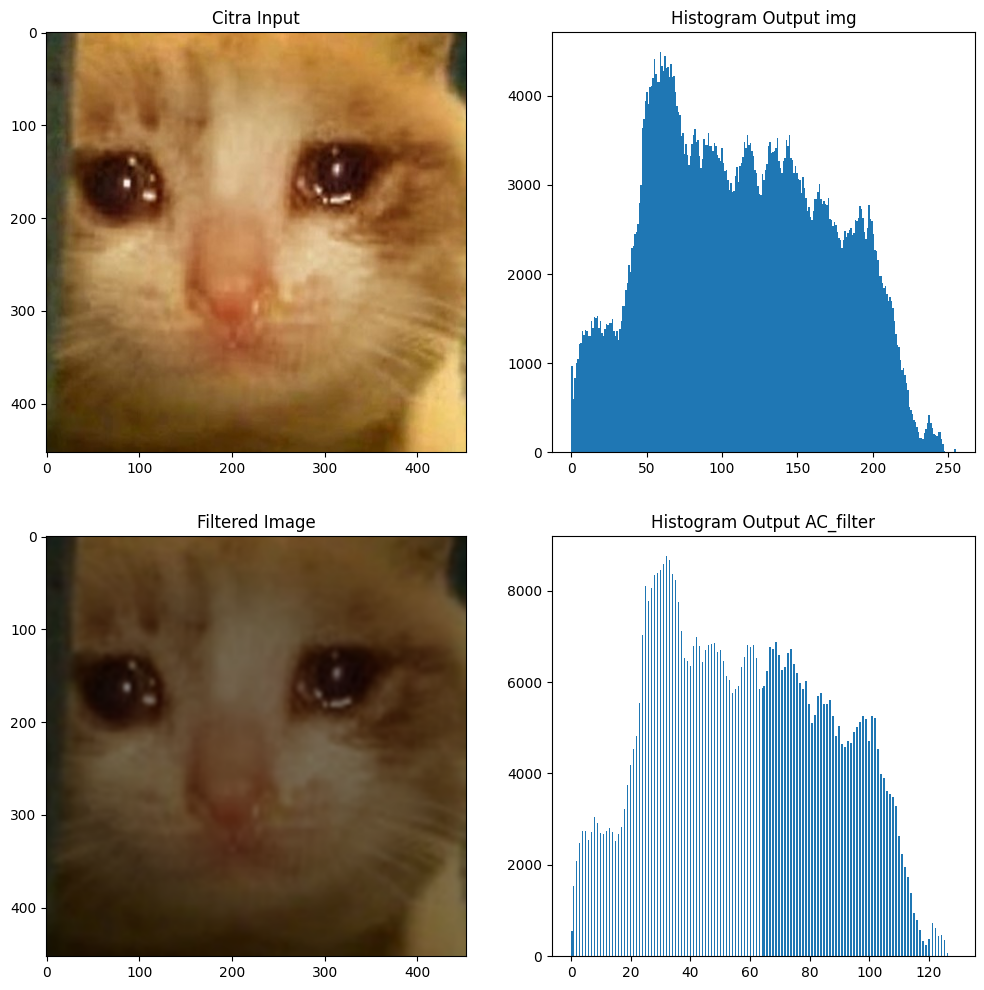 Citra Input
0
100
200
300
400
0 100 200 300 400
Histogram Output img
4000
3000
2000
1000
0
0 50 100 150 200 250
Filtered Image
0
100
200
300
400
0 100 200 300 400
Histogram Output AC_filter
8000
6000
4000
2000
0
0 20 40 60 80 100 120